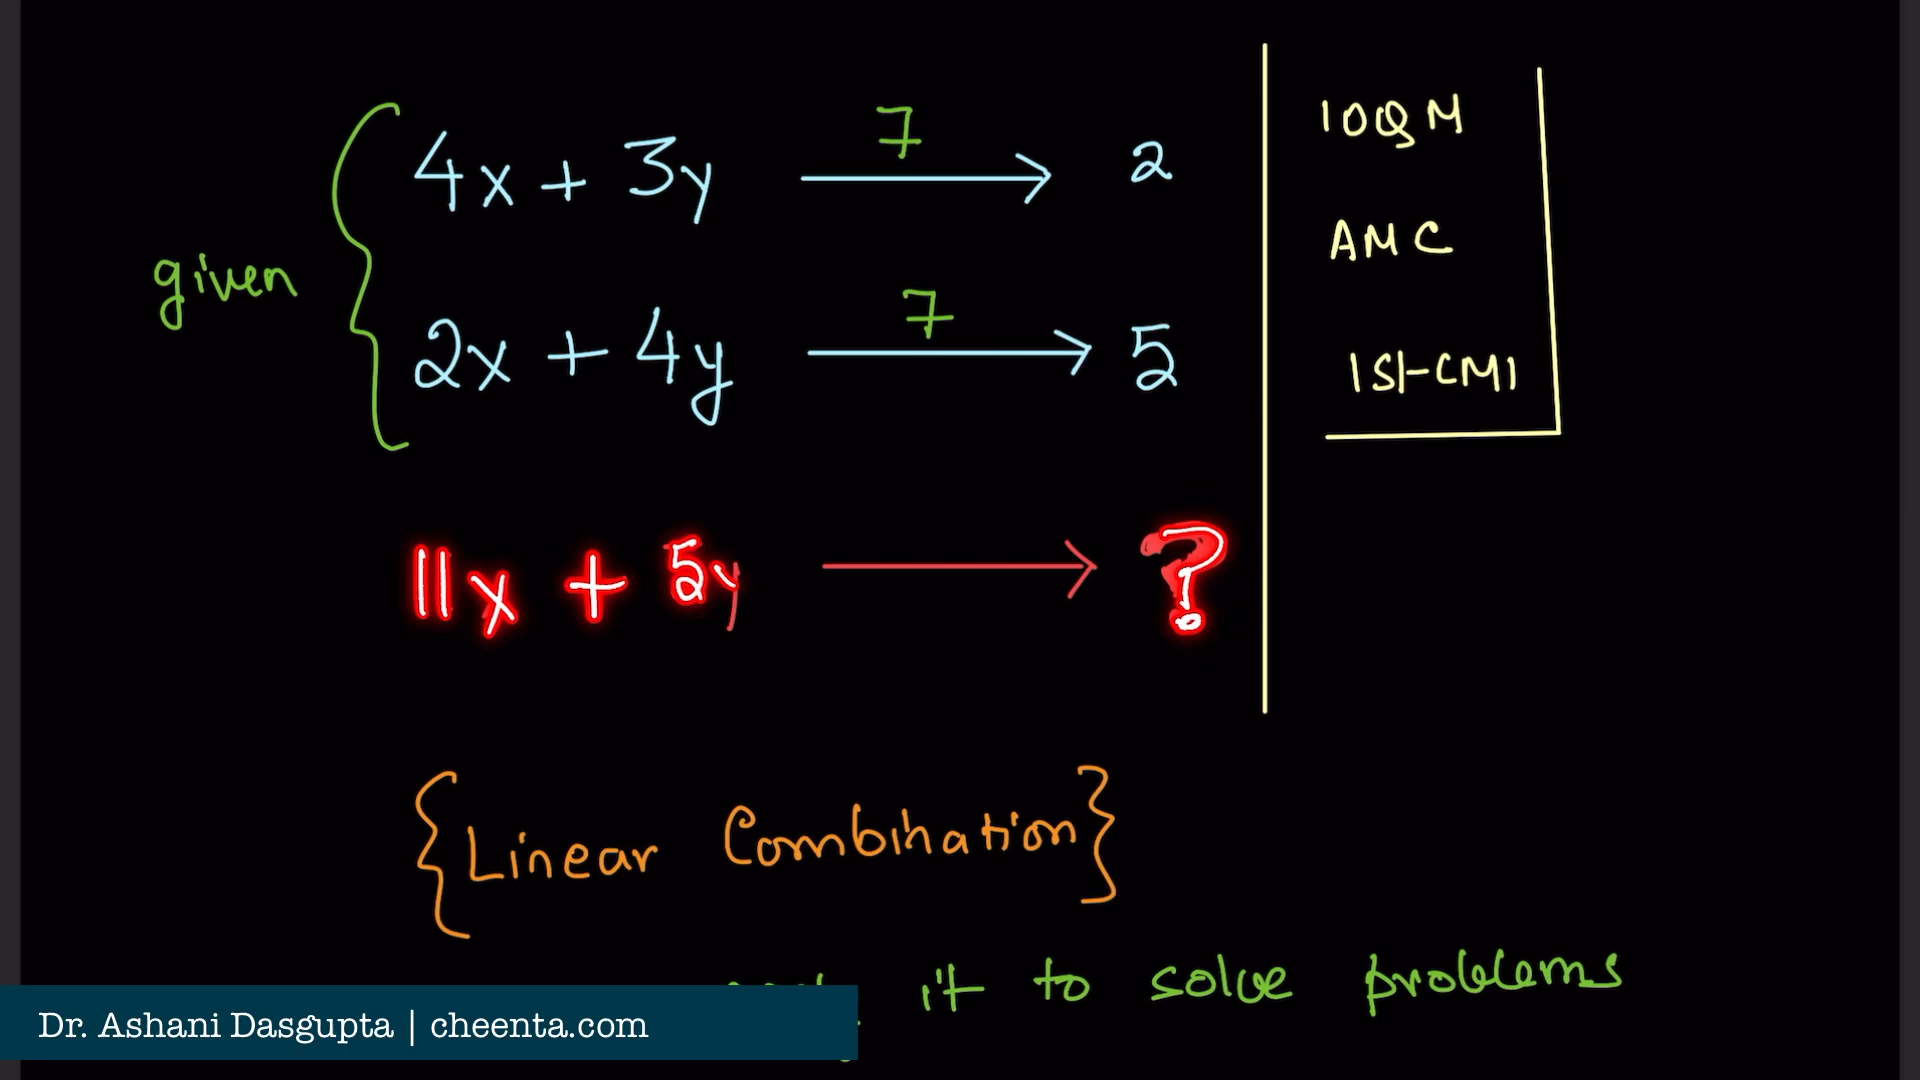 given
4x + 3y 7 → 2
2x + 4y 7 → 5
11x + 5y → ?
{Linear Combination}
it to solve problems
IOQM
AMC
ISI-CMI
Dr. Ashani Dasgupta | cheenta.com